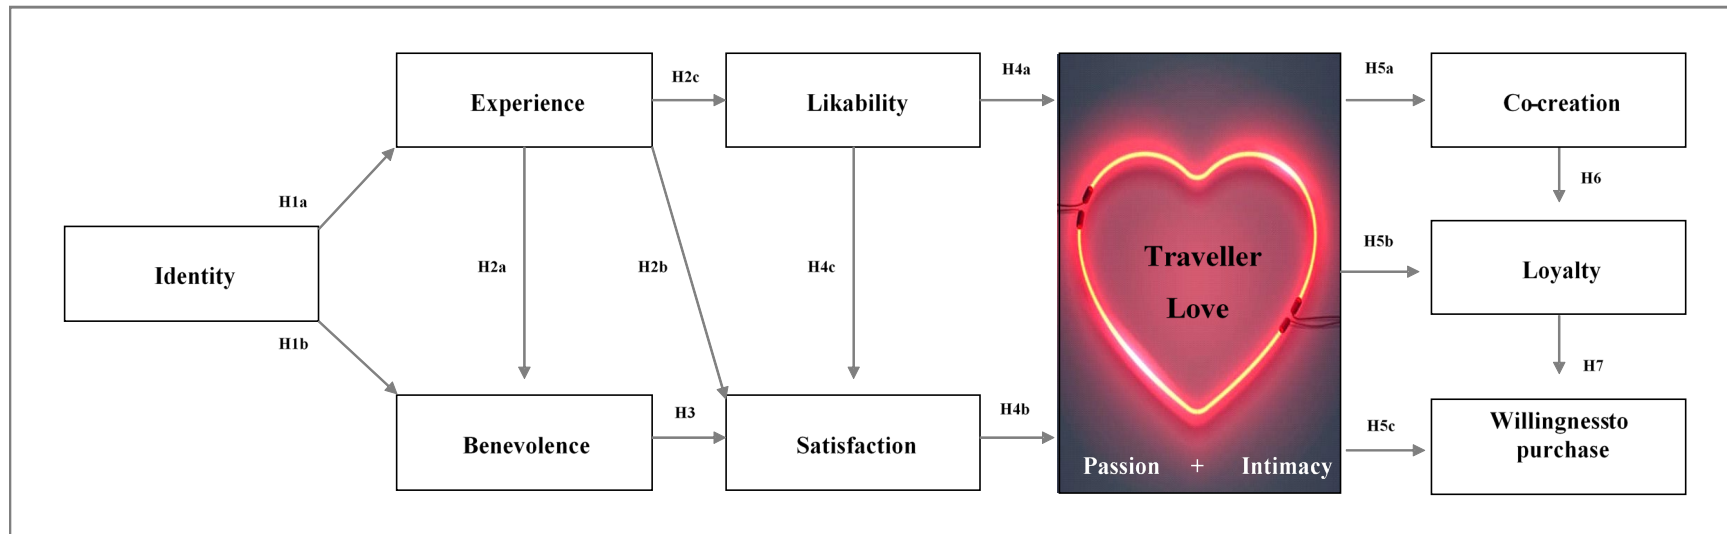 Experience
H2c
Likability
H4a
H5a
Co-creation
H1a
H6
Identity
H2a
H2b
H4c
Traveller
Love
H5b
Loyalty
H1b
H7
Benevolence
H3
Satisfaction
H4b
Passion + Intimacy
H5c
Willingnessto
purchase